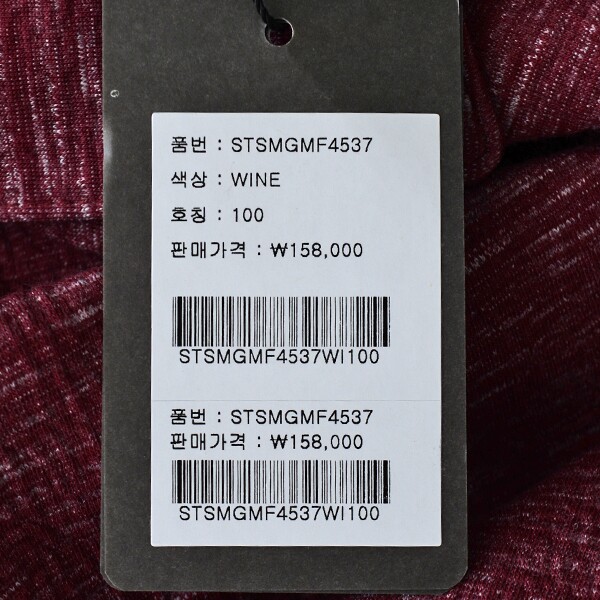 품번 : STSMGMF4537
색상 : WINE
호칭 : 100
판매가격 : ₩158,000
STSMGMF4537WI100
품번 : STSMGMF4537
판매가격 : ₩158,000
STSMGMF4537WI100